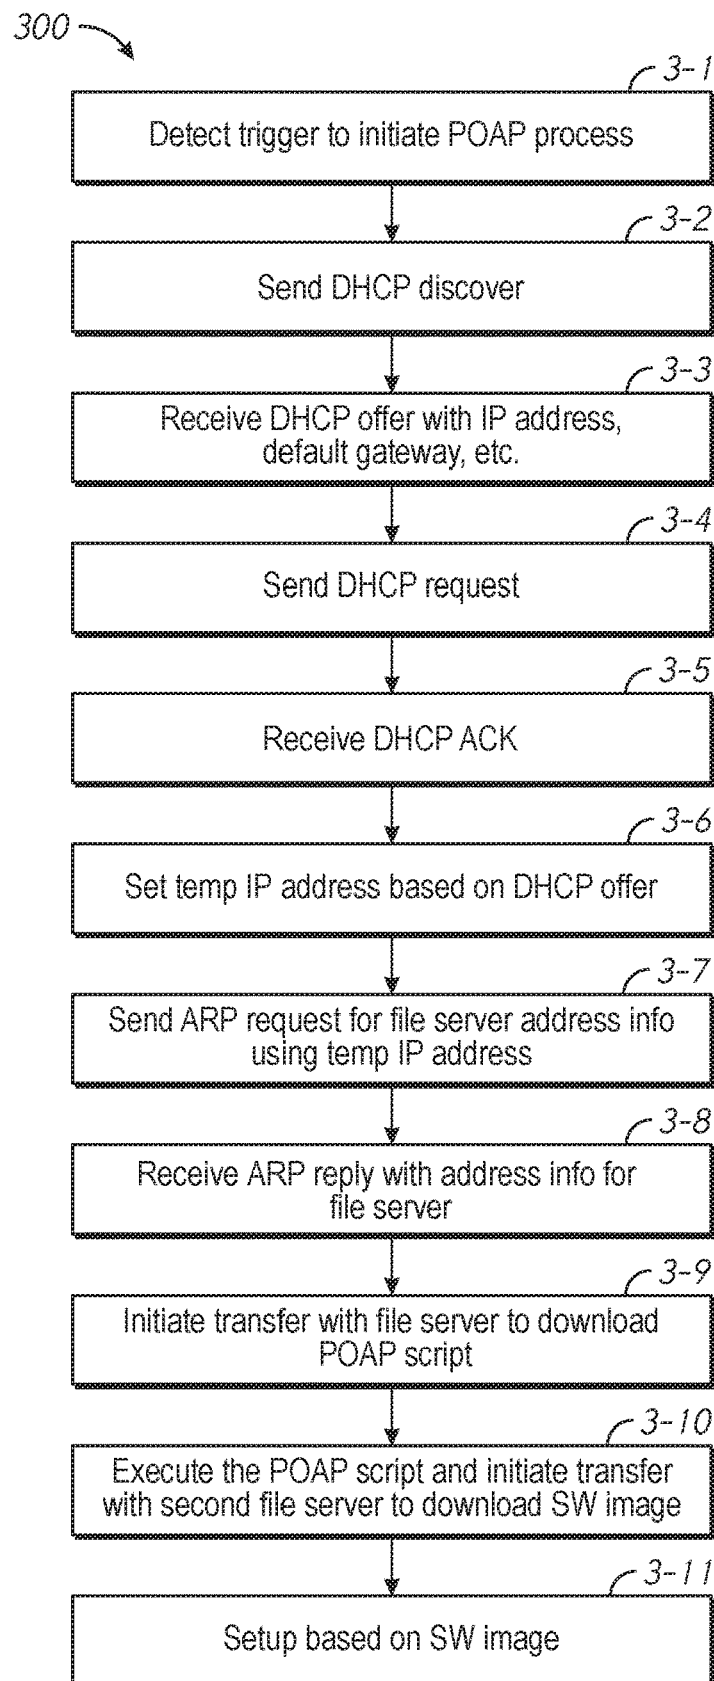 300
3-1
Detect trigger to initiate POAP process
3-2
Send DHCP discover
3-3
Receive DHCP offer with IP address,
default gateway, etc.
3-4
Send DHCP request
3-5
Receive DHCP ACK
3-6
Set temp IP address based on DHCP offer
3-7
Send ARP request for file server address info
using temp IP address
3-8
Receive ARP reply with address info for
file server
3-9
Initiate transfer with file server to download
POAP script
3-10
Execute the POAP script and initiate transfer
with second file server to download SW image
3-11
Setup based on SW image